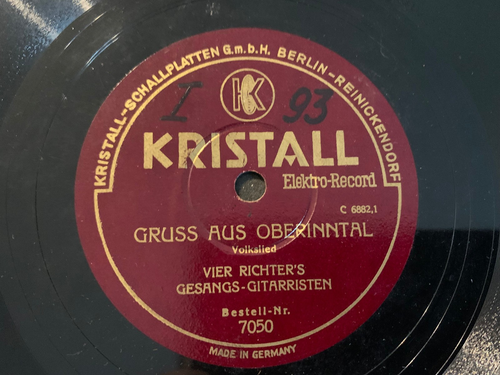 KRISTALL-SCHALLPLATTEN G.m.b.H. BERLIN-REINICKENDORF
K
I 93
KRISTALL
Elektro-Record
C 6882,1
GRUSS AUS OBERINNTAL
Volkslied
VIER RICHTER'S
GESANGS-GITARRISTEN
Bestell-Nr.
7050
MADE IN GERMANY